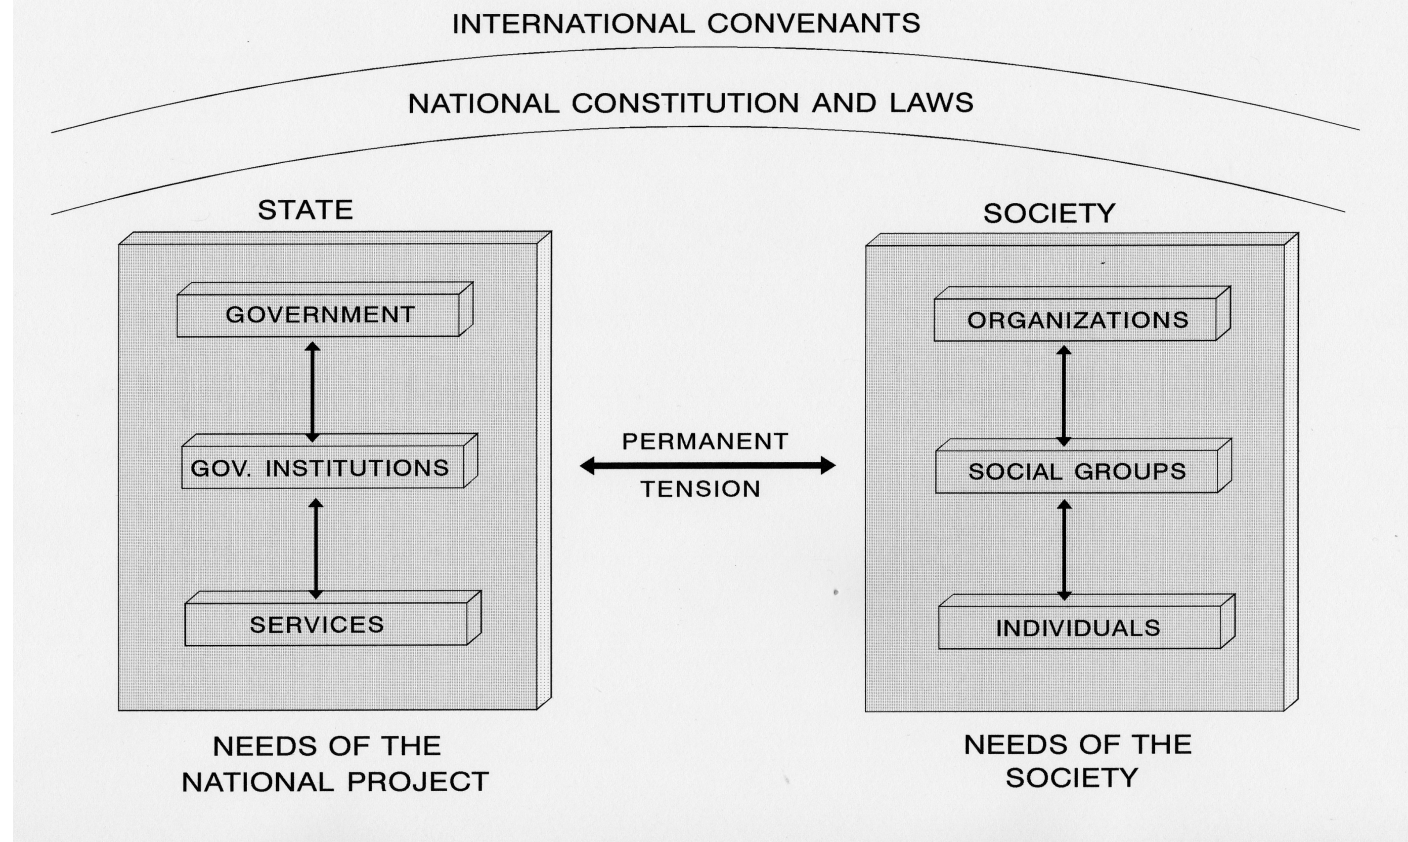 INTERNATIONAL CONVENANTS
NATIONAL CONSTITUTION AND LAWS
STATE
GOVERNMENT
GOV. INSTITUTIONS
SERVICES
NEEDS OF THE
NATIONAL PROJECT
PERMANENT
TENSION
SOCIETY
ORGANIZATIONS
SOCIAL GROUPS
INDIVIDUALS
NEEDS OF THE
SOCIETY